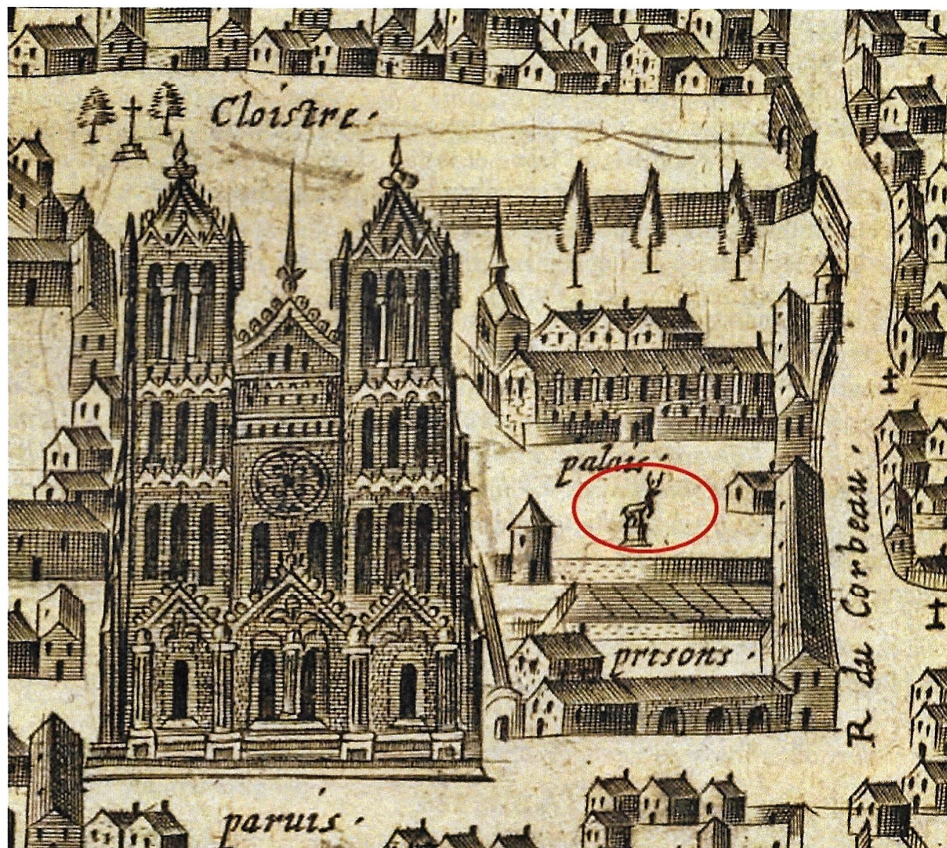 Cloistre.
palais.
prisons.
R du Corbeau.
H
I
paruis.